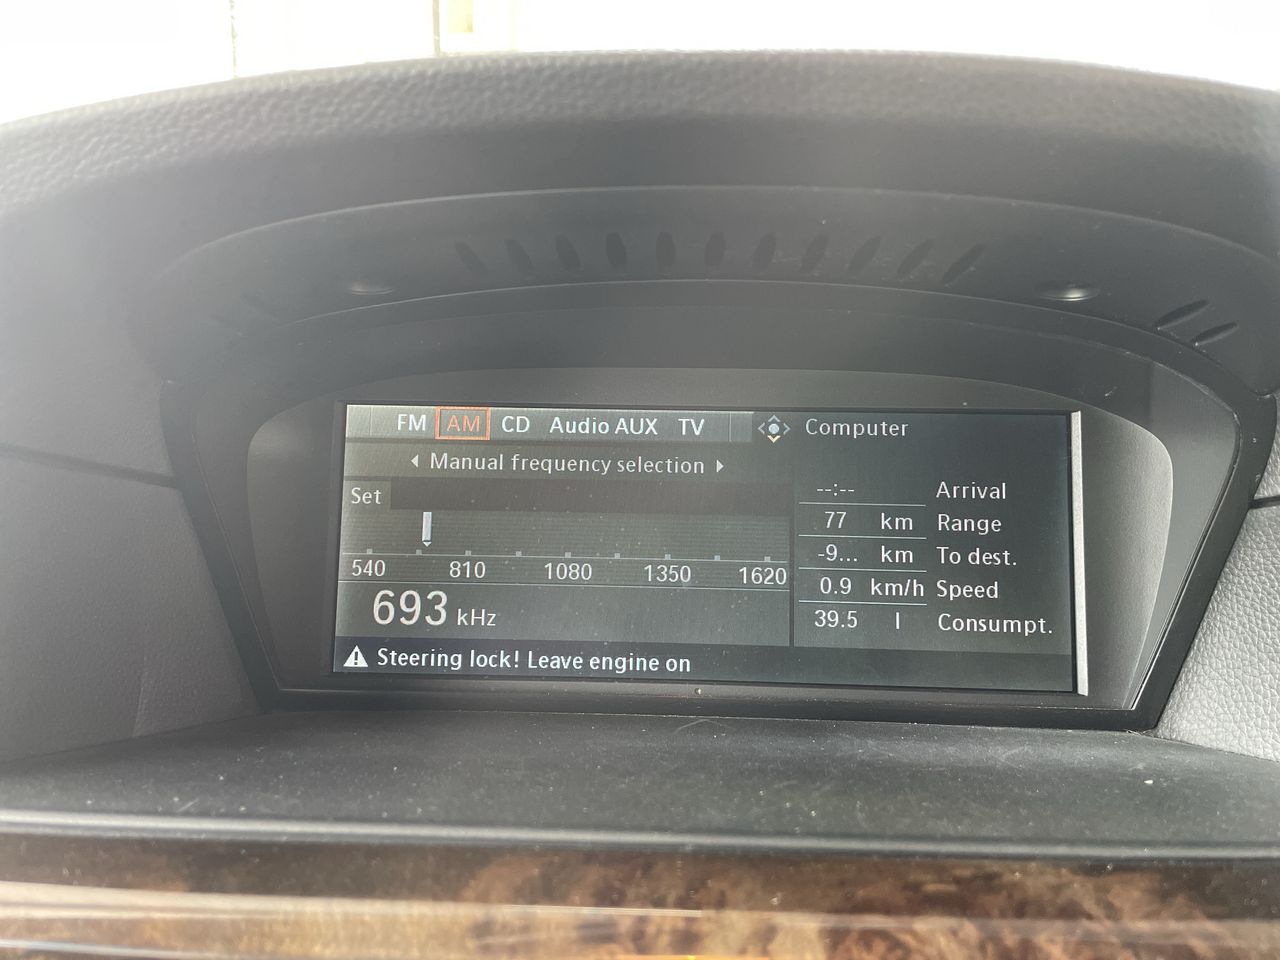 FM AM CD Audio AUX TV
Manual frequency selection
Set
540 810 1080 1350 1620
693 kHz
Steering lock! Leave engine on
Computer
--:-- Arrival
77 km Range
-9... km To dest.
0.9 km/h Speed
39.5 l Consumpt.